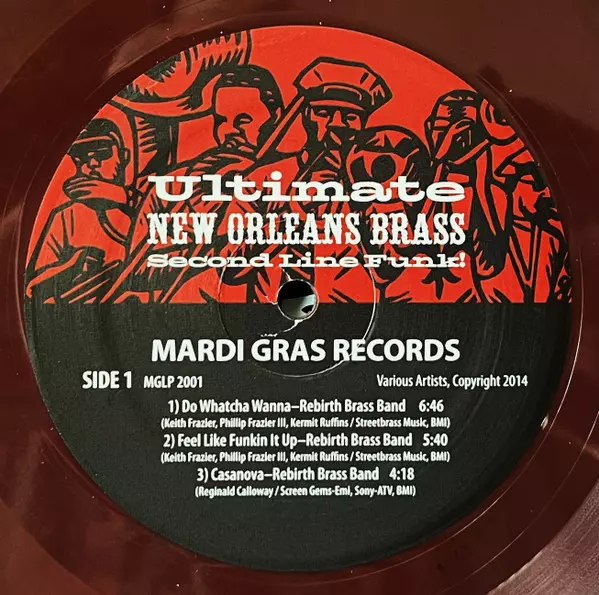 Ultimate
NEW ORLEANS BRASS
Second Line Funk!
MARDI GRAS RECORDS
SIDE 1 MGLP 2001 Various Artists, Copyright 2014
1) Do Whatcha Wanna–Rebirth Brass Band 6:46
(Keith Frazier, Phillip Frazier III, Kermit Ruffins / Streetbrass Music, BMI)
2) Feel Like Funkin It Up–Rebirth Brass Band 5:40
(Keith Frazier, Phillip Frazier III, Kermit Ruffins / Streetbrass Music, BMI)
3) Casanova–Rebirth Brass Band 4:18
(Reginald Calloway / Screen Gems-Emi, Sony-ATV, BMI)